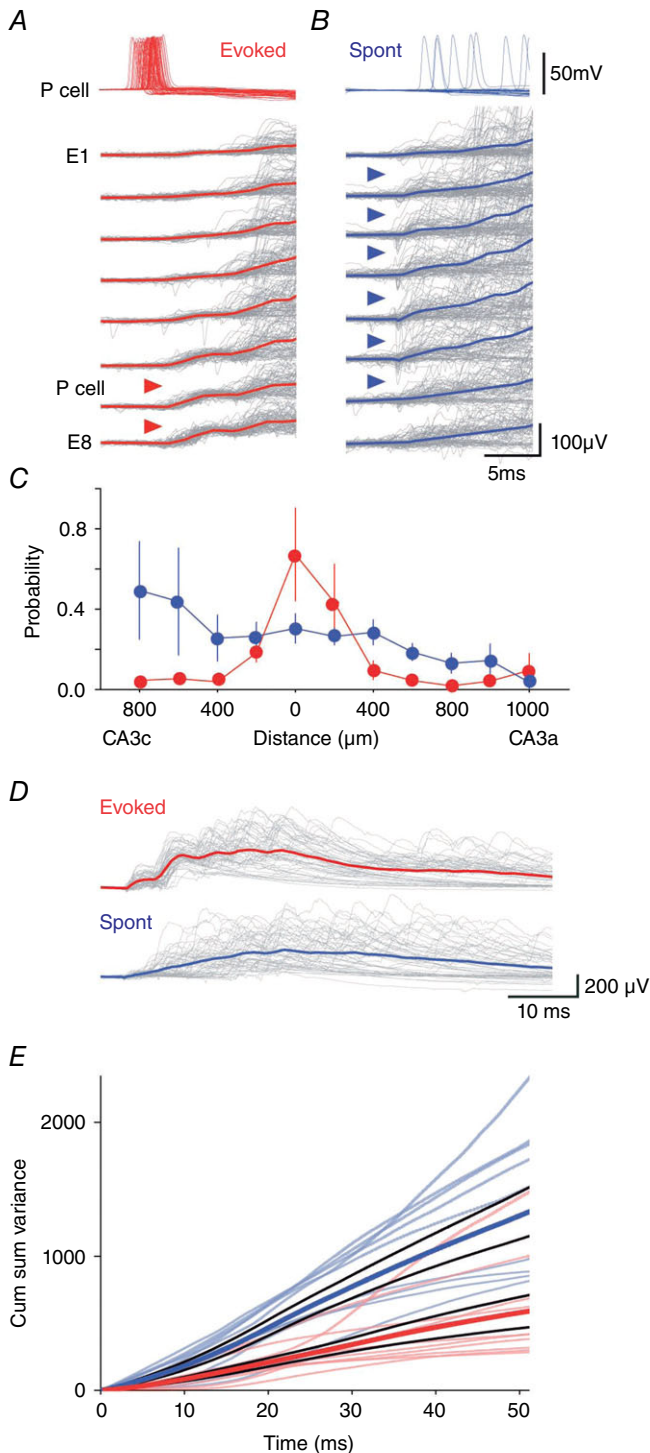 A
B
Evoked
Spont
P cell
50mV
E1
P cell
E8
100µV
5ms
C
Probability
0.8
0.4
0.0
800 400 0 400 800 1000
CA3c Distance (µm) CA3a
D
Evoked
Spont
200 µV
10 ms
E
Cum sum variance
2000
1000
0
0 10 20 30 40 50
Time (ms)